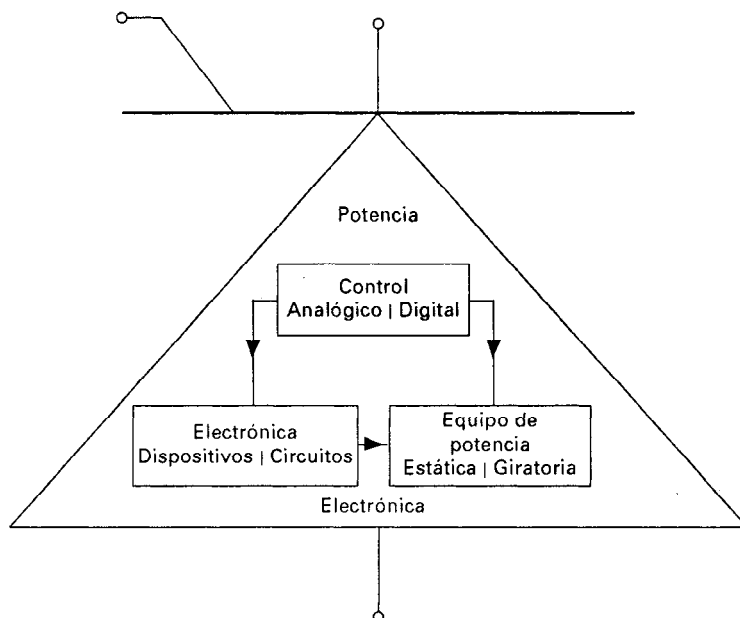 Potencia
Control
Analógico | Digital
Electrónica
Dispositivos | Circuitos
Equipo de
potencia
Estática | Giratoria
Electrónica